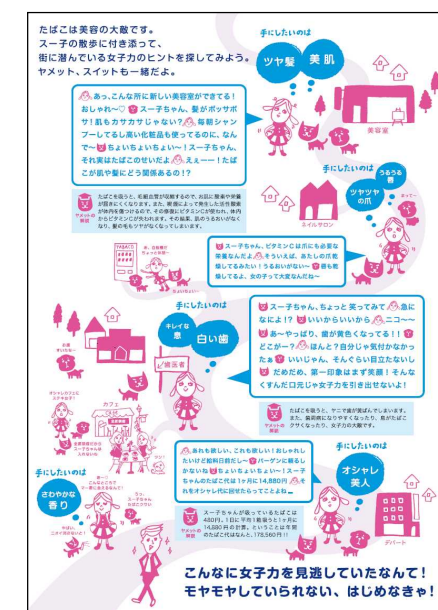 たばこは美容の大敵です。
スー子の散歩に付き添って、
街に潜んでいる女子力のヒントを探してみよう。
ヤメット、スイットも一緒だよ。
手にしたいのは
ツヤ髪
美肌
あっ、こんな所に新しい美容室ができてる!
おしゃれ〜♡ スー子ちゃん、髪がボッサボ
サ!肌もカサカサじゃない? 毎朝シャン
プーしてるし高い化粧品も使ってるのに、なん
で〜 ちょいちょいちょい〜!スー子ちゃん、
それ実はたばこのせいだよ えぇーー!たば
こが肌や髪にどう関係あるの!?
美容室
ヤメットの
解説
たばこを吸うと、毛細血管が収縮するので、お肌に酸素や栄養
が届きにくくなります。また、喫煙によって発生した活性酸素
が体内を傷つけるので、その修復にビタミンCが使われ、体内
からビタミンCが失われます。その結果、肌のうるおいがなく
なり、髪の毛もツヤがなくなってしまいます。
手にしたいのは
うるうる
唇
ツヤツヤ
の爪
ネイルサロン
TABACO
スー子ちゃん、ビタミンCは爪にも必要な
栄養なんだよ そういえば、あたしの爪乾
燥してるみたい!うるおいがない〜 唇も乾
燥してるよ、女の子って大変なんだね〜
手にしたいのは
キレイな
息
白い歯
歯医者
スー子ちゃん、ちょっと笑ってみて 急に
なによ!? いいからいいから ニコ〜〜
あ〜やっぱり、歯が黄色くなってる!!
どこがー? ほんと?自分じゃ気付かなかっ
たぁ いいじゃん、そんぐらい目立たないし
だめだめ、第一印象はまず笑顔!そんな
くすんだ口元じゃ女子力を引き出せないよ!
オシャレカフェに
ステキ女子!
カフェ
CAFE
ヤメットの
解説
たばこを吸うと、ヤニで歯が黄ばんでしまいます。
また、歯周病になりやすくなったり、息がたばこ
クサくなったり、女子力の大敵です。
手にしたいのは
さわやかな
香り
あれも欲しい、これも欲しい!おしゃれし
たいけど給料日前だし〜 バーゲンに頼るし
かないね ちょいちょいちょい〜!スー子
ちゃんのたばこ代は1ヶ月に14,880円 そ
れをオシャレ代に回せたらってことよね
ヤメットの
解説
スー子ちゃんが吸っているたばこは
480円。1日に平均1箱吸うと1ヶ月に
14,880円の計算。ということは年間
のたばこ代はなんと、178,560円!!
手にしたいのは
オシャレ
美人
デパート
こんなに女子力を見逃していたなんて!
モヤモヤしていられない、はじめなきゃ!